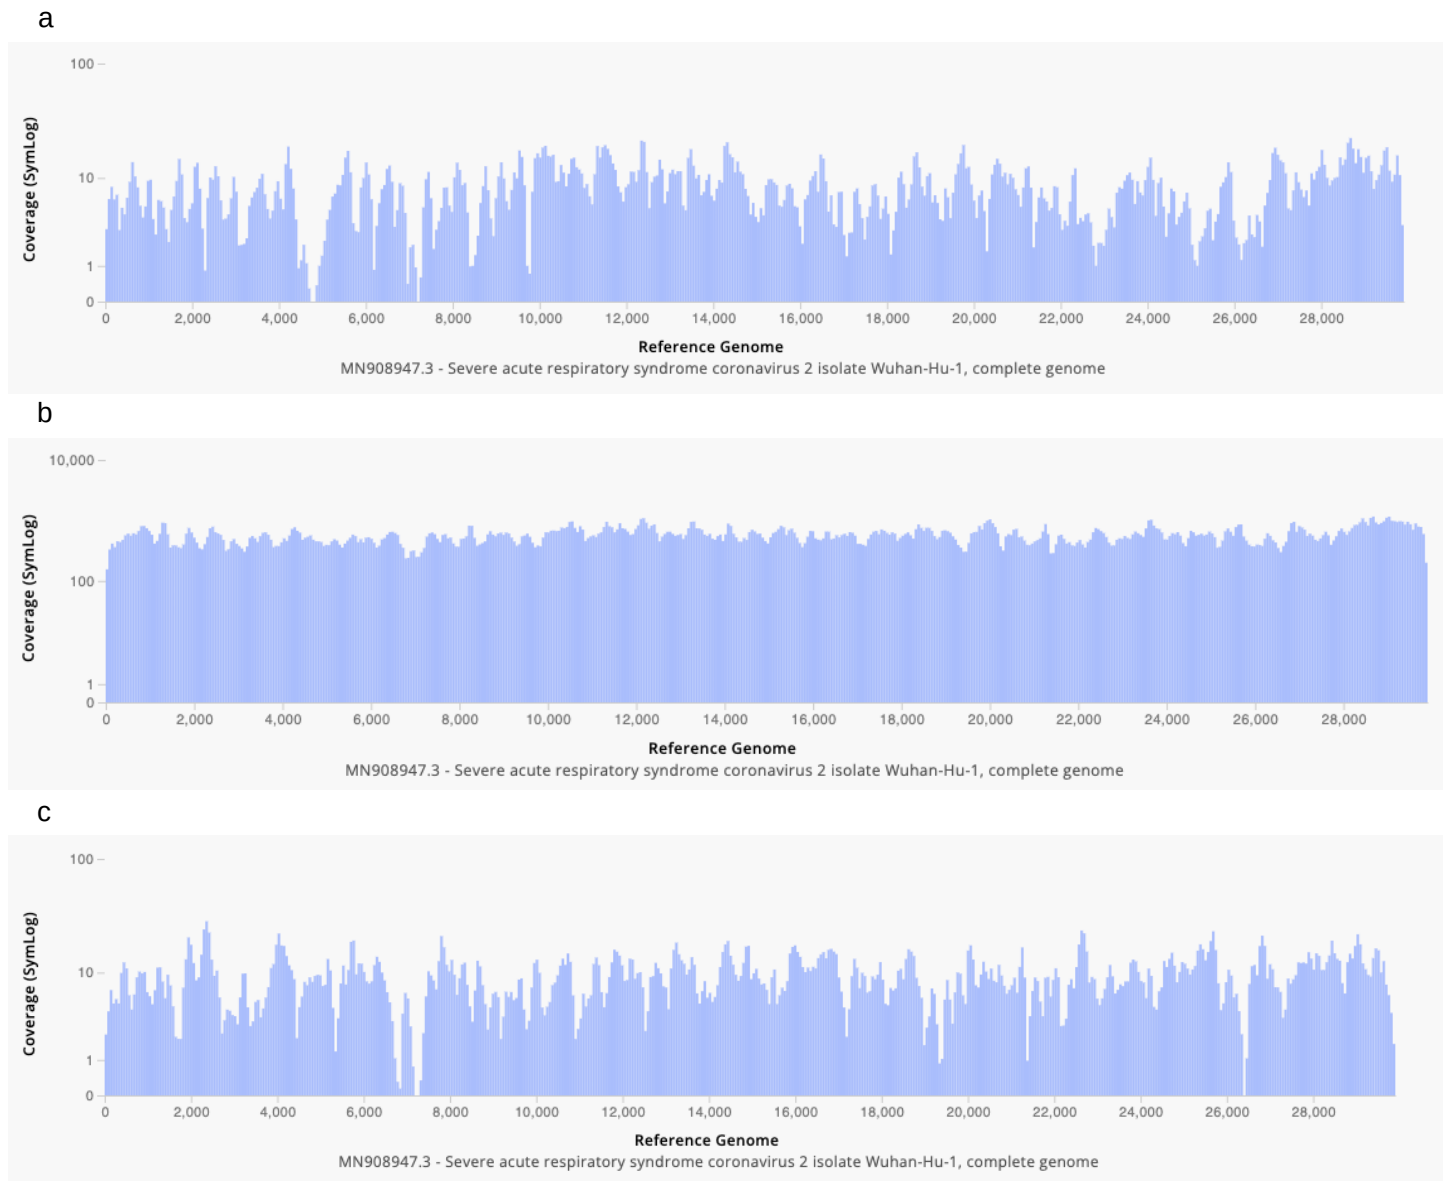 a
100
10
1
0
Coverage (SymLog)
0 2,000 4,000 6,000 8,000 10,000 12,000 14,000 16,000 18,000 20,000 22,000 24,000 26,000 28,000
Reference Genome
MN908947.3 - Severe acute respiratory syndrome coronavirus 2 isolate Wuhan-Hu-1, complete genome
b
10,000
100
1
0
Coverage (SymLog)
0 2,000 4,000 6,000 8,000 10,000 12,000 14,000 16,000 18,000 20,000 22,000 24,000 26,000 28,000
Reference Genome
MN908947.3 - Severe acute respiratory syndrome coronavirus 2 isolate Wuhan-Hu-1, complete genome
c
100
10
1
0
Coverage (SymLog)
0 2,000 4,000 6,000 8,000 10,000 12,000 14,000 16,000 18,000 20,000 22,000 24,000 26,000 28,000
Reference Genome
MN908947.3 - Severe acute respiratory syndrome coronavirus 2 isolate Wuhan-Hu-1, complete genome